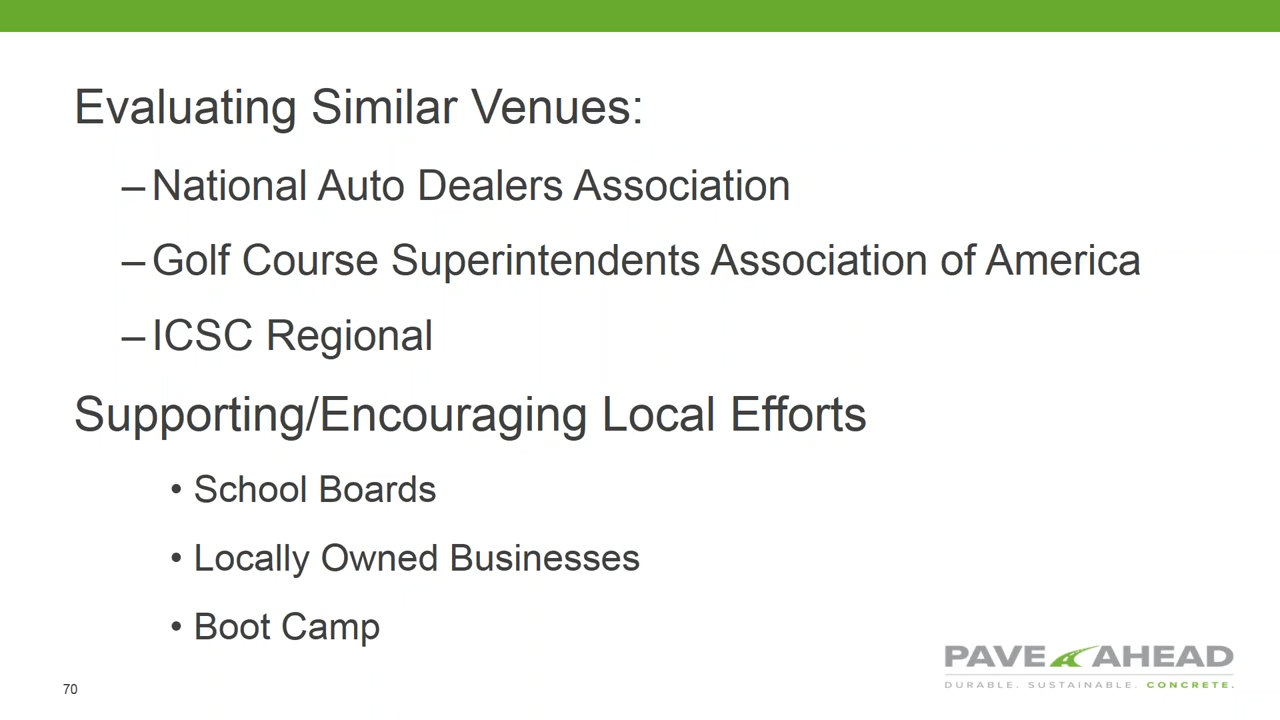 Evaluating Similar Venues:
– National Auto Dealers Association
– Golf Course Superintendents Association of America
– ICSC Regional
Supporting/Encouraging Local Efforts
• School Boards
• Locally Owned Businesses
• Boot Camp
70
PAVE AHEAD
DURABLE. SUSTAINABLE. CONCRETE.